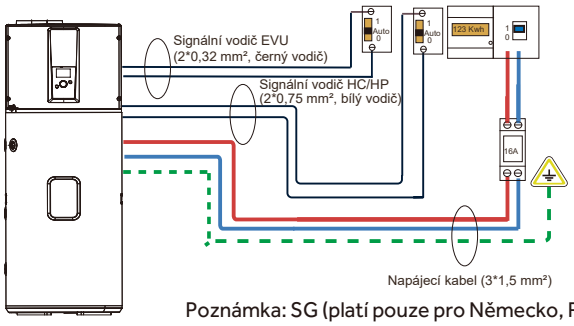 Signální vodič EVU
(2*0,32 mm², černý vodič)
1
Auto
0
1
Auto
0
123 Kwh
1
0
Signální vodič HC/HP
(2*0,75 mm², bílý vodič)
16A
Napájecí kabel (3*1,5 mm²)
Poznámka: SG (platí pouze pro Německo, F